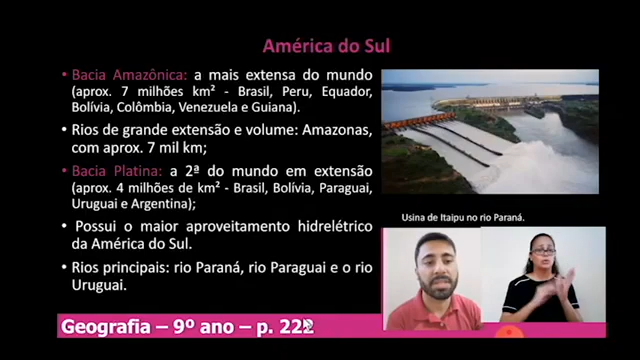 América do Sul
• Bacia Amazônica: a mais extensa do mundo
(aprox. 7 milhões km² - Brasil, Peru, Equador,
Bolívia, Colômbia, Venezuela e Guiana).
• Rios de grande extensão e volume: Amazonas,
com aprox. 7 mil km;
• Bacia Platina: a 2ª do mundo em extensão
(aprox. 4 milhões de km² - Brasil, Bolívia, Paraguai,
Uruguai e Argentina);
• Possui o maior aproveitamento hidrelétrico
da América do Sul.
• Rios principais: rio Paraná, rio Paraguai e o rio
Uruguai.
Usina de Itaipu no rio Paraná.
Geografia – 9º ano – p. 222